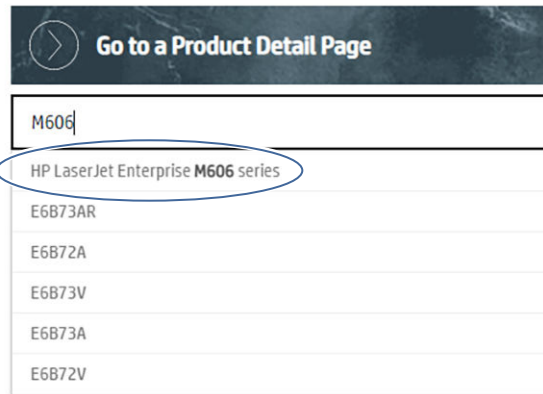 Go to a Product Detail Page
M606
HP LaserJet Enterprise M606 series
E6B73AR
E6B72A
E6B73V
E6B73A
E6B72V